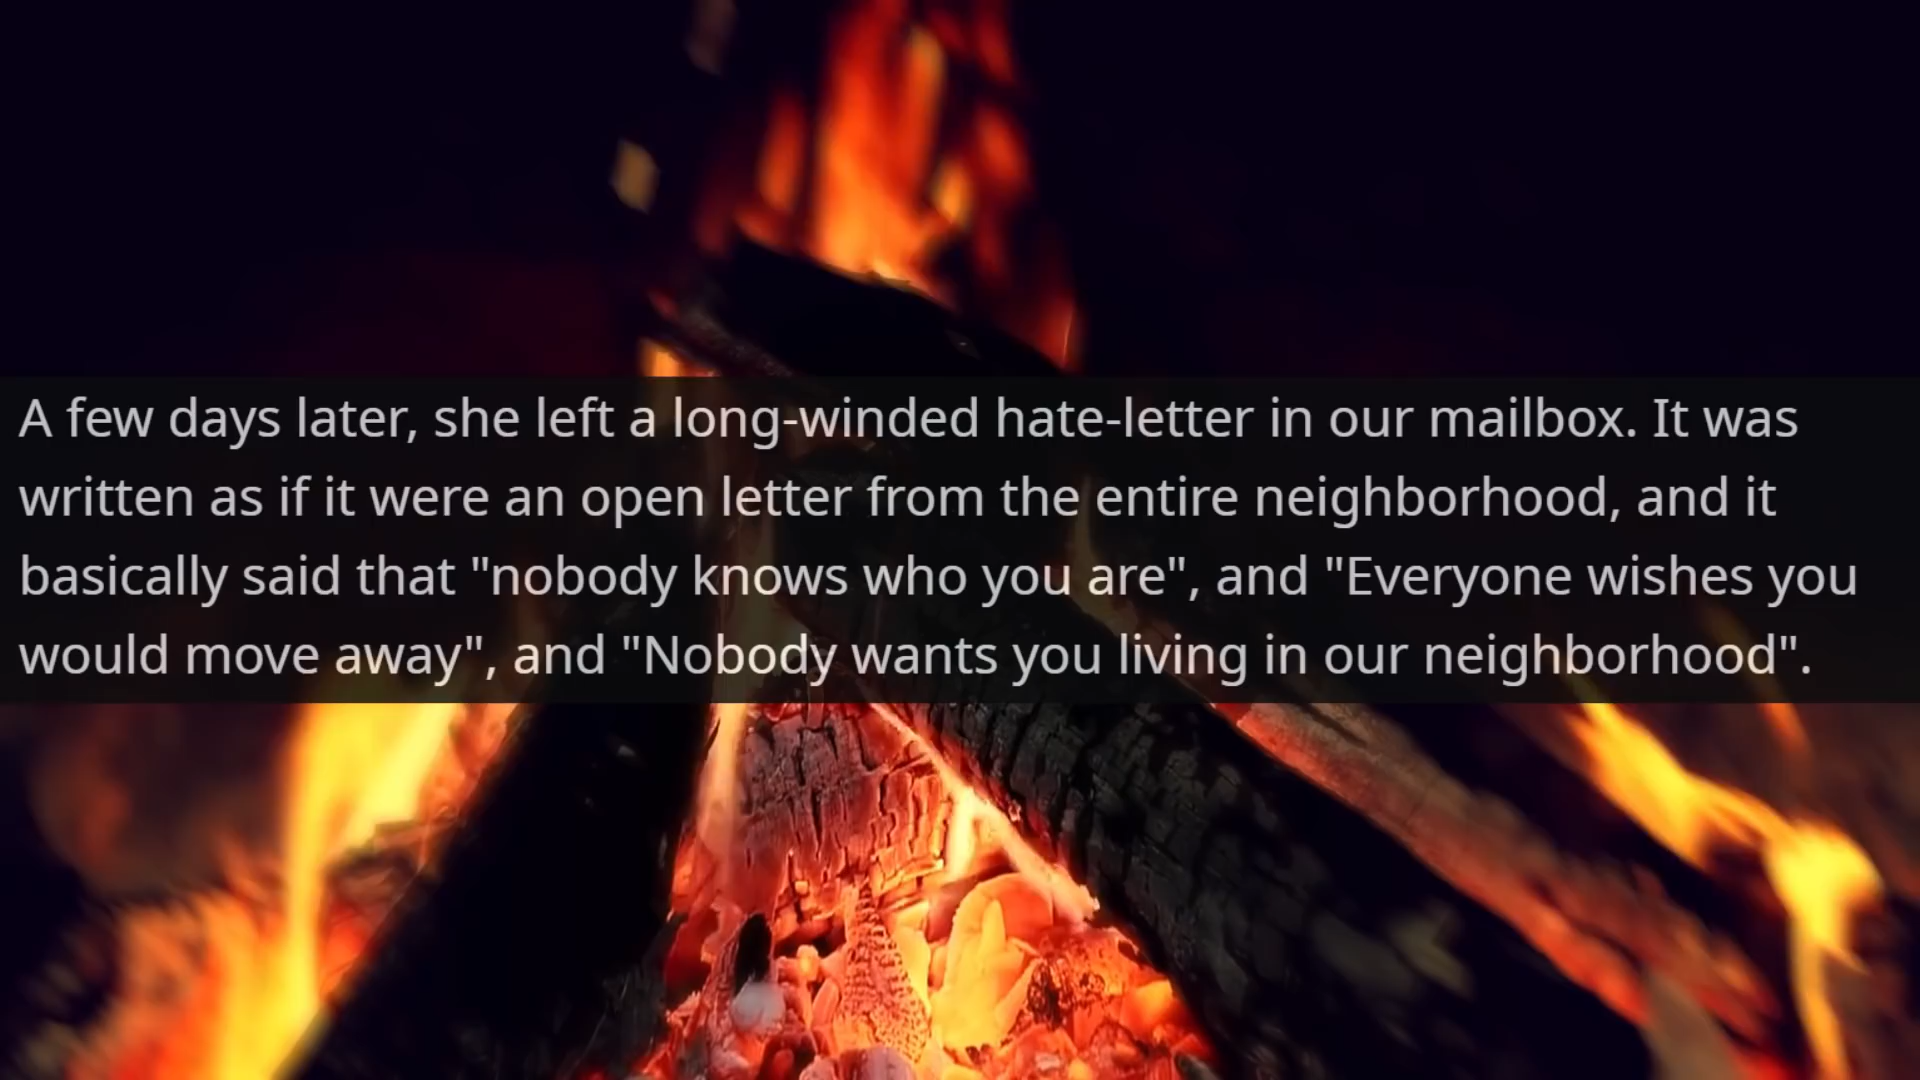 A few days later, she left a long-winded hate-letter in our mailbox. It was
written as if it were an open letter from the entire neighborhood, and it
basically said that "nobody knows who you are", and "Everyone wishes you
would move away", and "Nobody wants you living in our neighborhood".